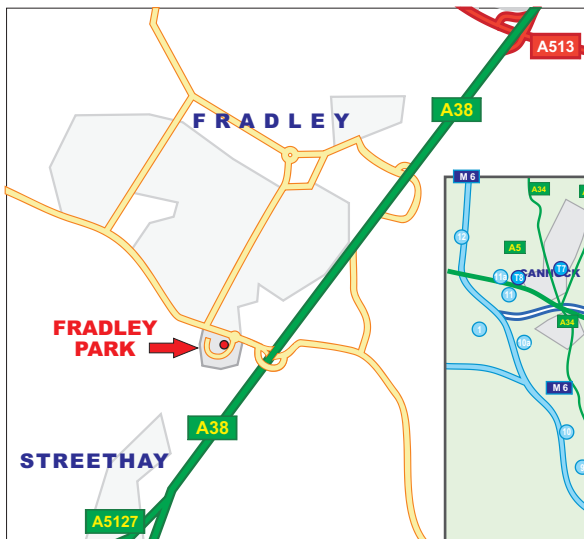 A513
A38
FRADLEY
M 6
A34
12
A5
T7
CANNOCK
11a
T8
11
A34
1
10a
FRADLEY
PARK
M 6
A38
10
STREETHAY
A5127